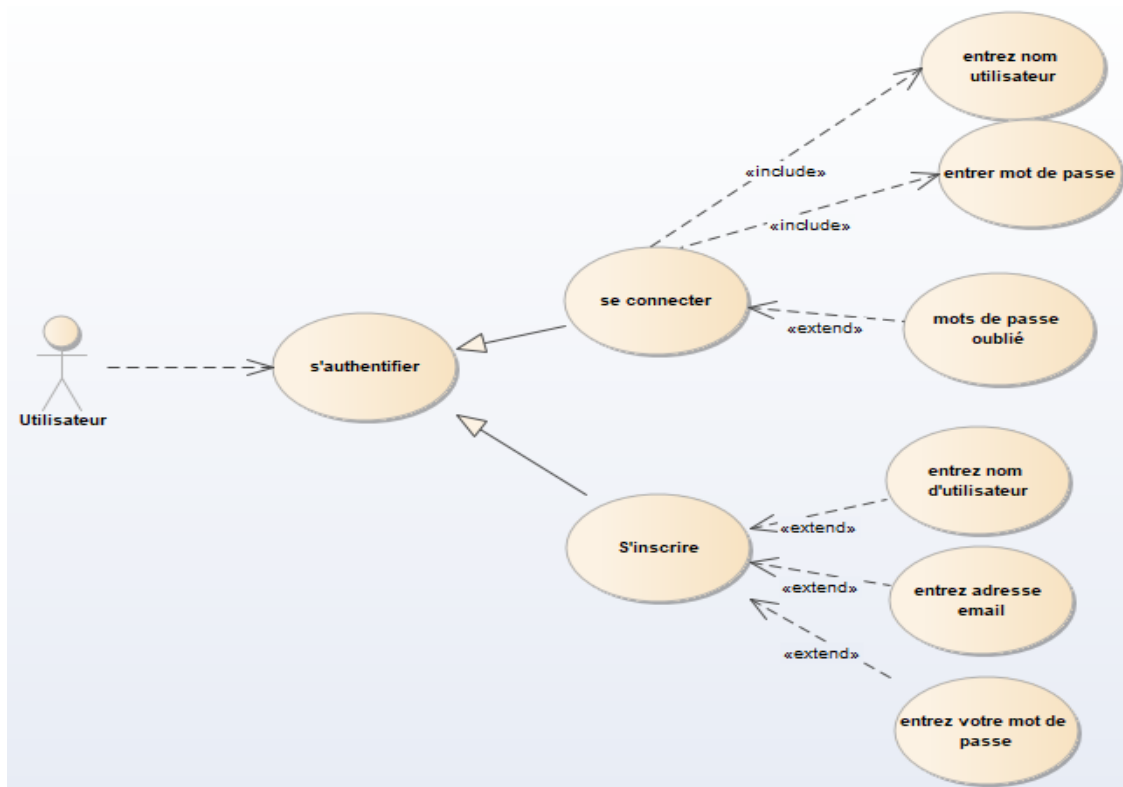 entrez nom
utilisateur
«include»
entrer mot de passe
«include»
se connecter
mots de passe
oublié
«extend»
s'authentifier
Utilisateur
entrez nom
d'utilisateur
«extend»
S'inscrire
entrez adresse
email
«extend»
«extend»
entrez votre mot de
passe